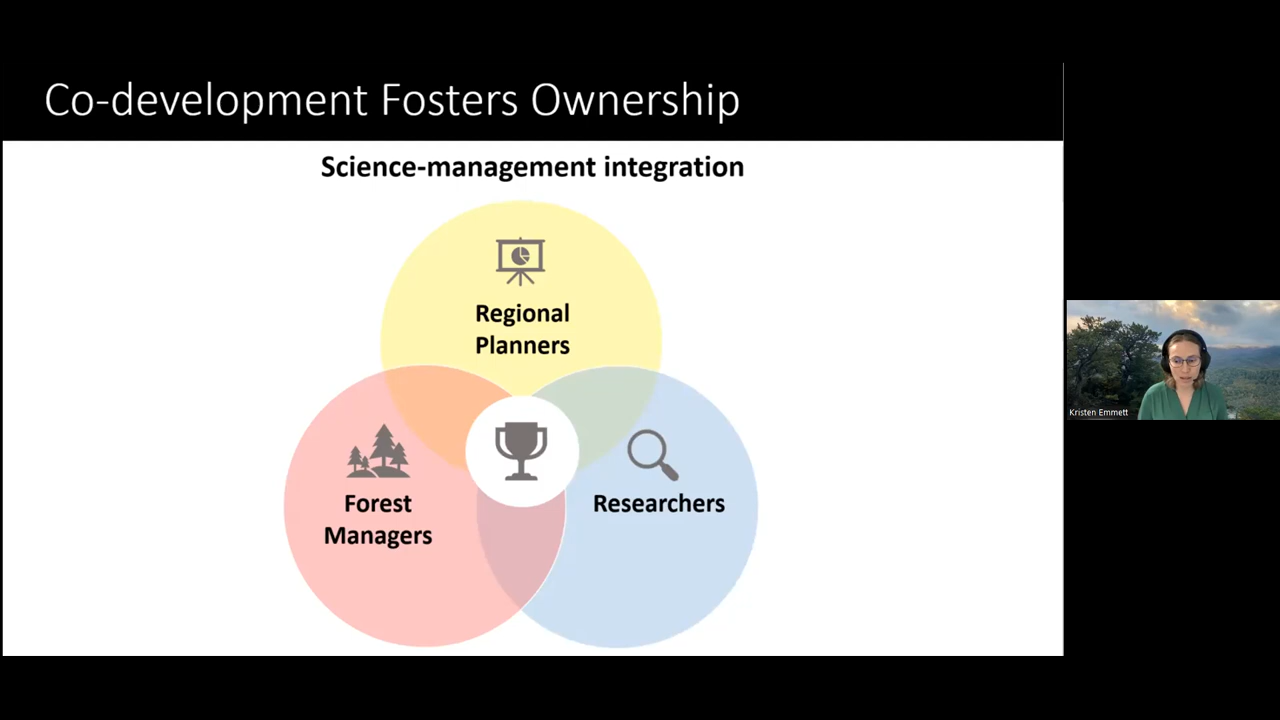 Co-development Fosters Ownership
Science-management integration
Regional
Planners
Forest
Managers
Researchers
Kristen Emmett